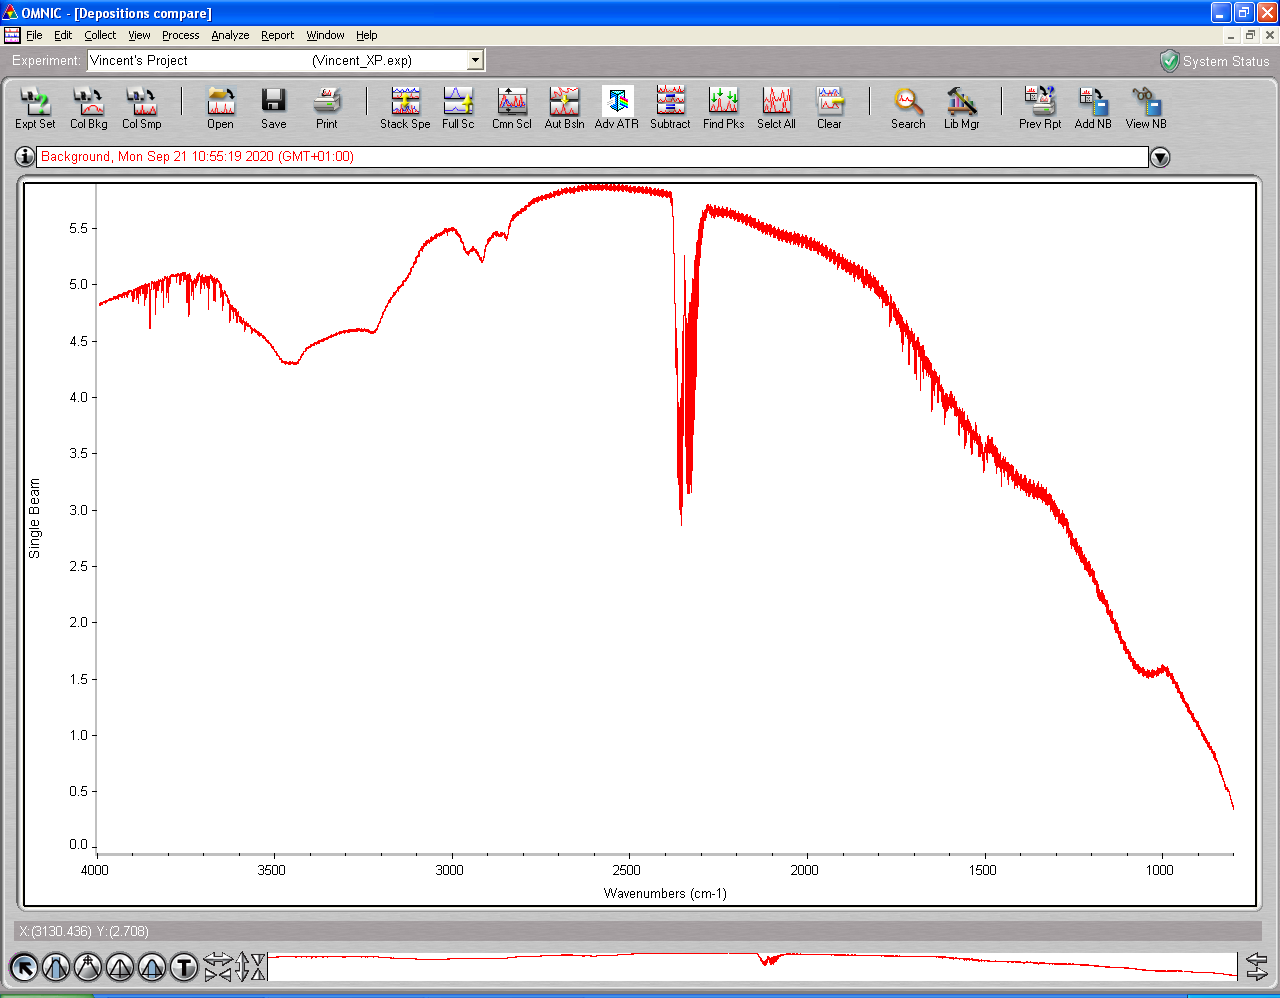 OMNIC - [Depositions compare]
File Edit Collect View Process Analyze Report Window Help
Experiment: Vincent's Project (Vincent_XP.exp) System Status
Expt Set Col Bkg Col Smp Open Save Print Stack Spe Full Sc Cmn Scl Aut Bsln Adv ATR Subtract Find Pks Selct All Clear Search Lib Mgr Prev Rpt Add NB View NB
Background, Mon Sep 21 10:55:19 2020 (GMT+01:00)
5.5
5.0
4.5
4.0
3.5
3.0
2.5
2.0
1.5
1.0
0.5
0.0
Single Beam
4000 3500 3000 2500 2000 1500 1000
Wavenumbers (cm-1)
X:(3130.436) Y:(2.708)
T